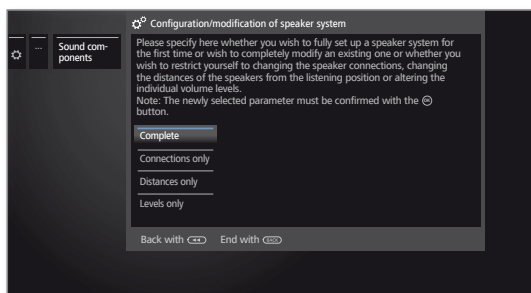 Configuration/modification of speaker system
...
Sound com-
ponents
Please specify here whether you wish to fully set up a speaker system for
the first time or wish to completely modify an existing one or whether you
wish to restrict yourself to changing the speaker connections, changing
the distances of the speakers from the listening position or altering the
individual volume levels.
Note: The newly selected parameter must be confirmed with the OK
button.
Complete
Connections only
Distances only
Levels only
Back with ◄◄ End with BACK